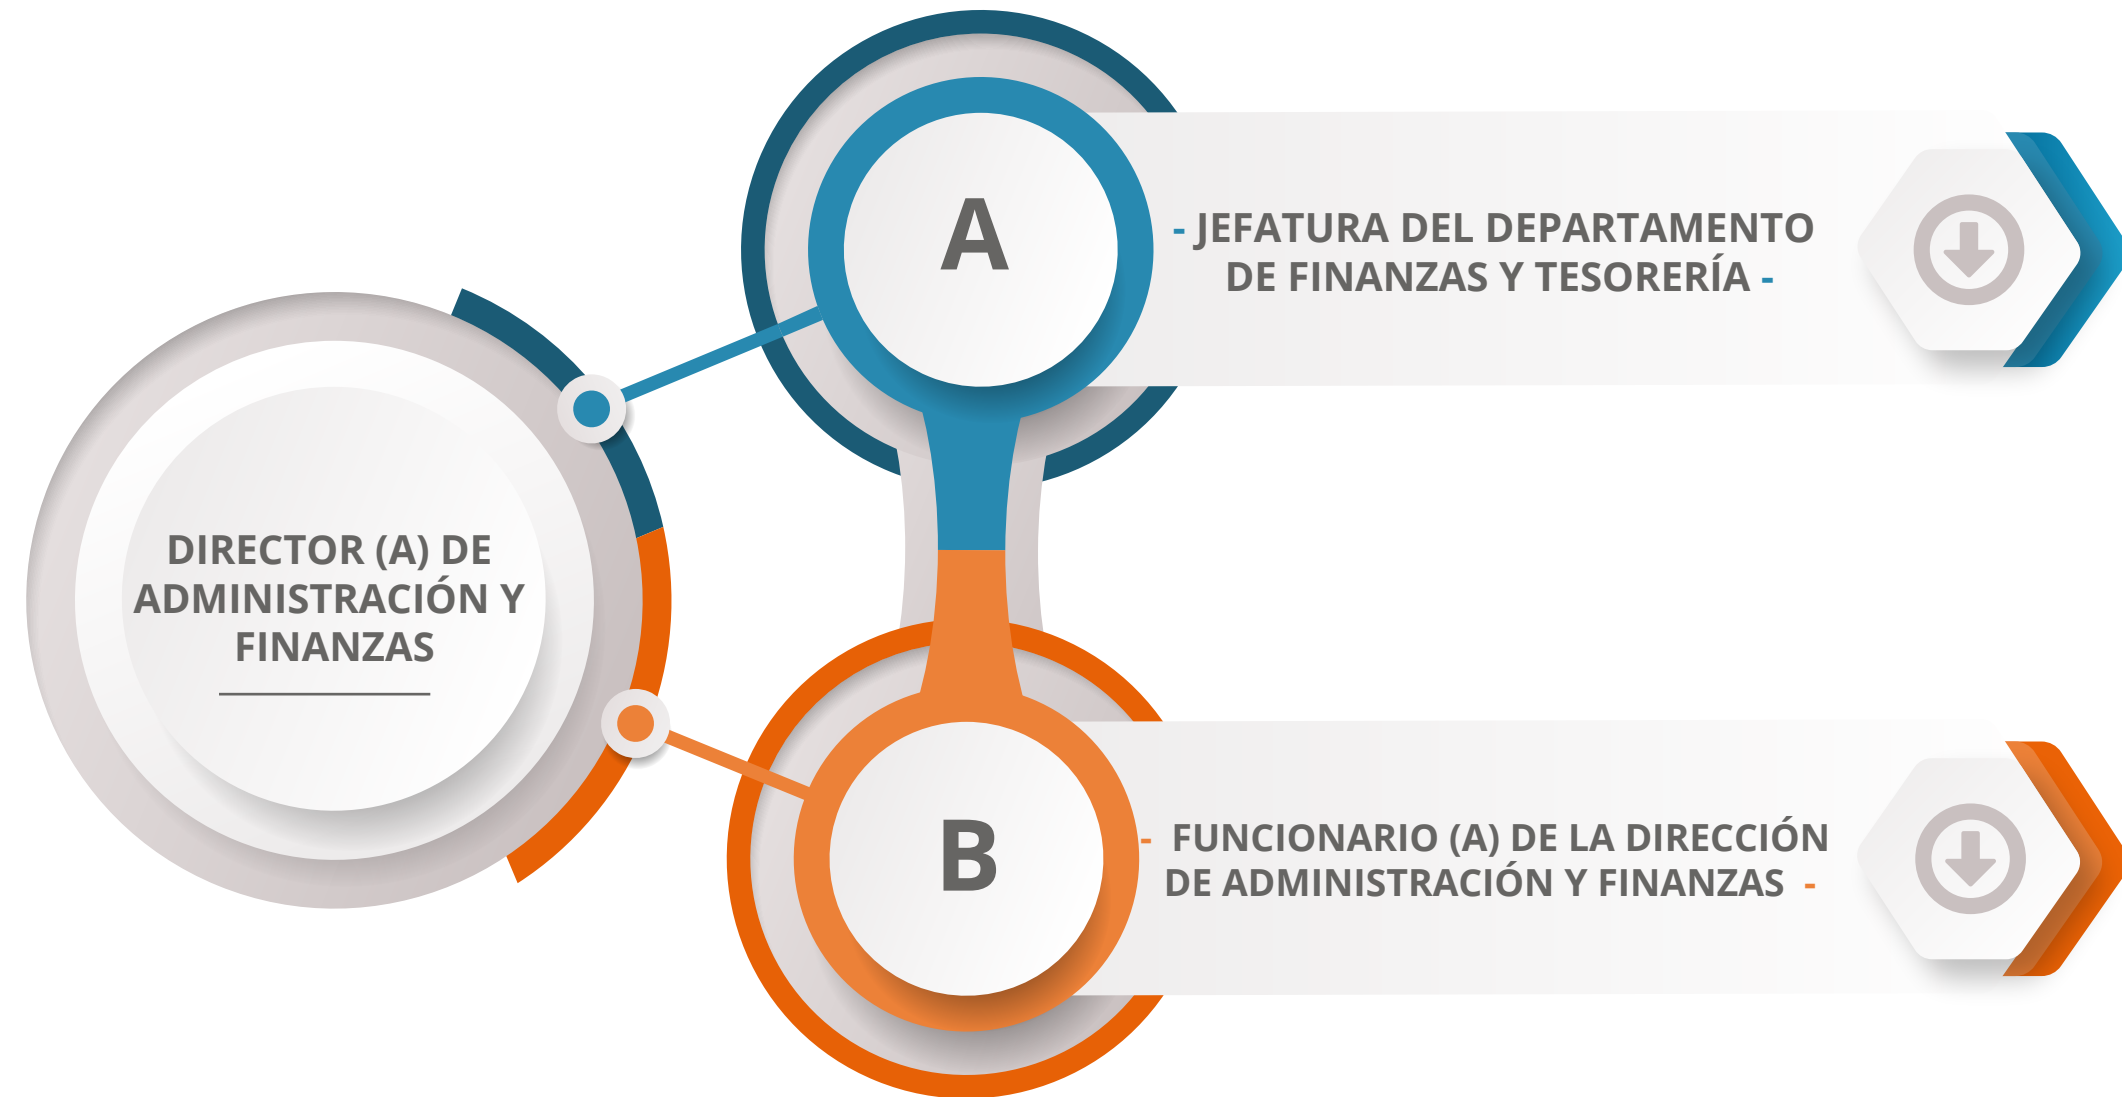 DIRECTOR (A) DE
ADMINISTRACIÓN Y
FINANZAS
A
- JEFATURA DEL DEPARTAMENTO
DE FINANZAS Y TESORERÍA -
B
- FUNCIONARIO (A) DE LA DIRECCIÓN
DE ADMINISTRACIÓN Y FINANZAS -